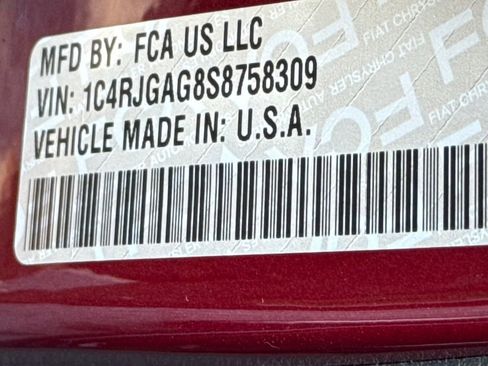 MFD BY: FCA US LLC
VIN: 1C4RJGAG8S8758309
VEHICLE MADE IN: U.S.A.